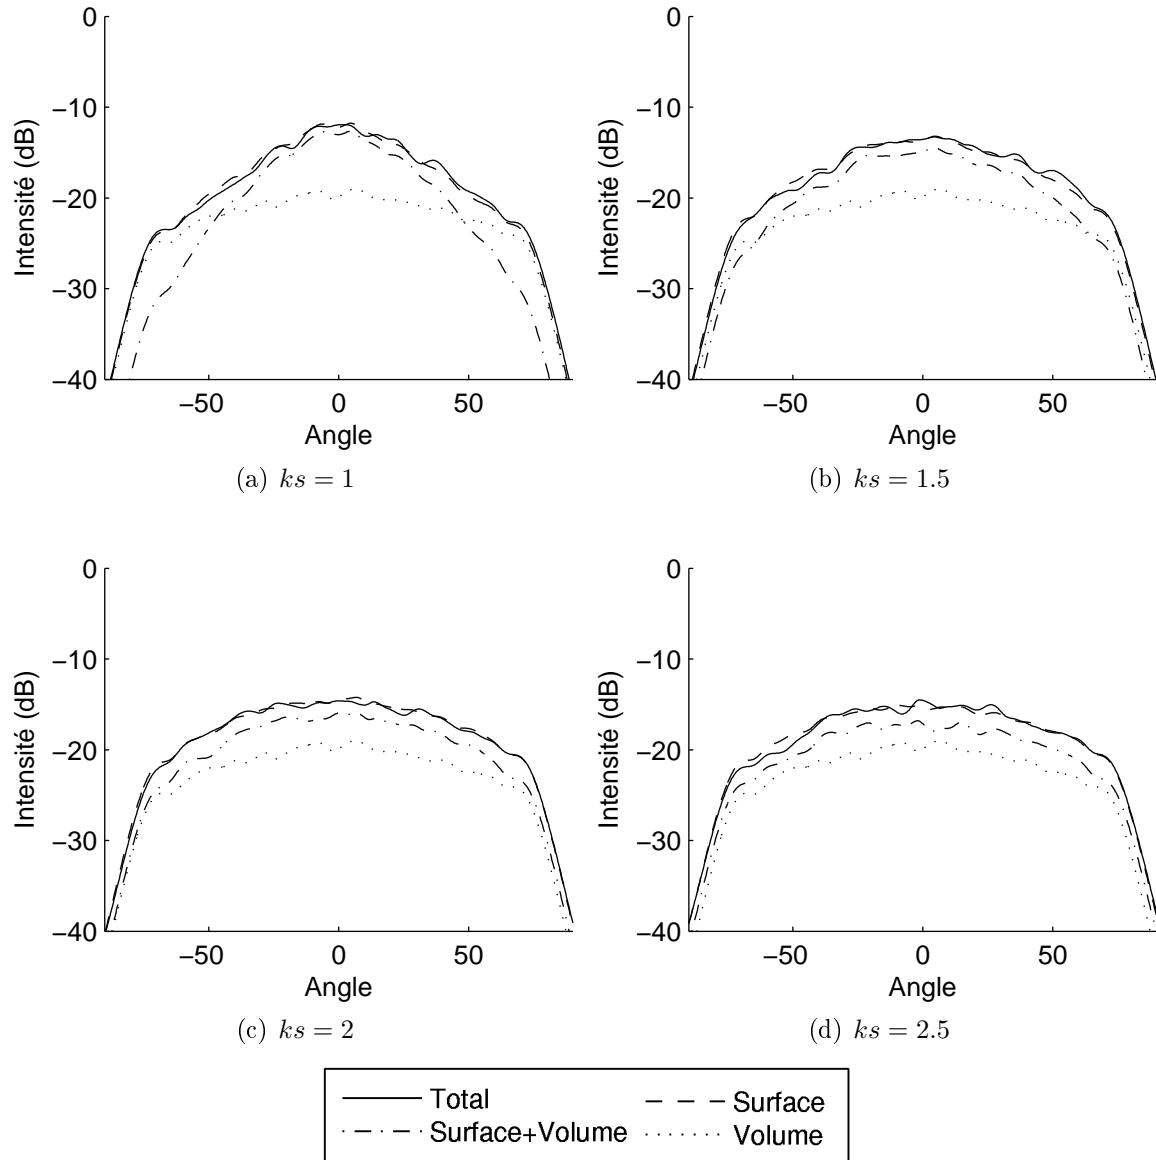 0
−10
−20
−30
−40
−50
0
50
Intensité (dB)
Angle
(a) ks = 1
0
−10
−20
−30
−40
−50
0
50
Intensité (dB)
Angle
(b) ks = 1.5
0
−10
−20
−30
−40
−50
0
50
Intensité (dB)
Angle
(c) ks = 2
0
−10
−20
−30
−40
−50
0
50
Intensité (dB)
Angle
(d) ks = 2.5
Total
Surface
Surface+Volume
Volume